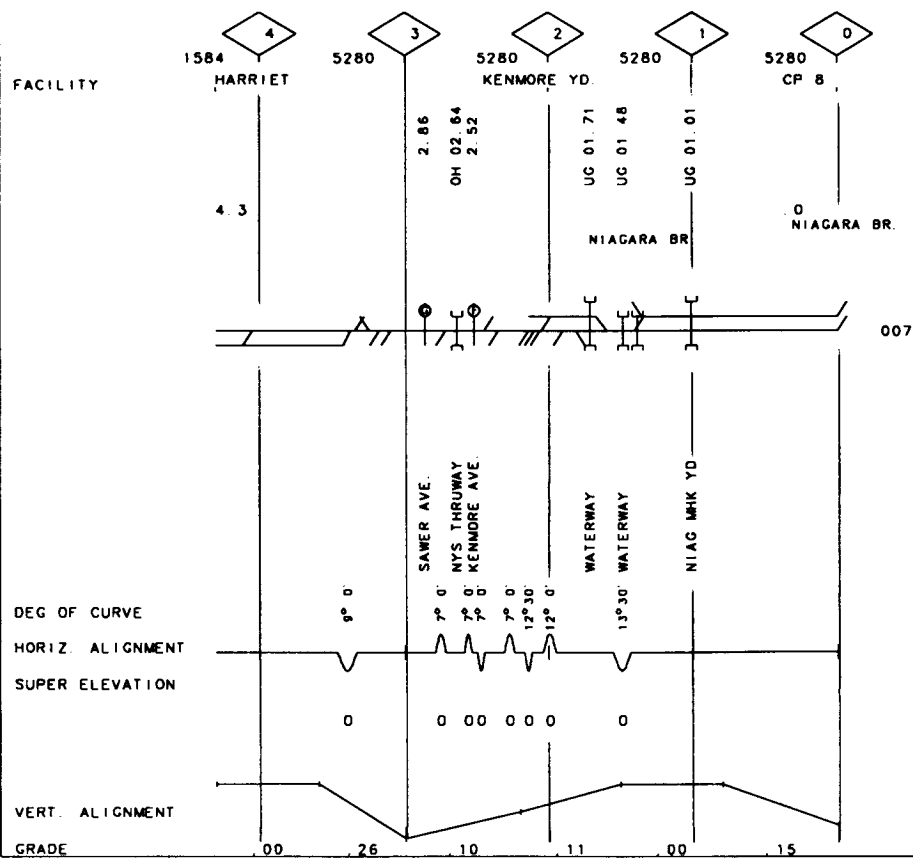 4 3 2 1 0
1584 5280 5280 5280 5280
FACILITY HARRIET KENMORE YD. CP 8
2.86
OH 02.64
2.52
UG 01.71
UG 01 48
UG 01.01
4.3 .0
NIAGARA BR. NIAGARA BR.
G F
007
SAWER AVE.
NYS THRUWAY
KENMORE AVE.
WATERWAY
WATERWAY
NIAG MHK YD
DEG OF CURVE 9° 0' 7° 0' 7° 0' 7° 0' 7° 0' 12°30' 12° 0' 13°30'
HORIZ. ALIGNMENT
SUPER ELEVATION
0 0 0 0 0 0 0 0
VERT. ALIGNMENT
GRADE .00 .26 .10 .11 .00 .15